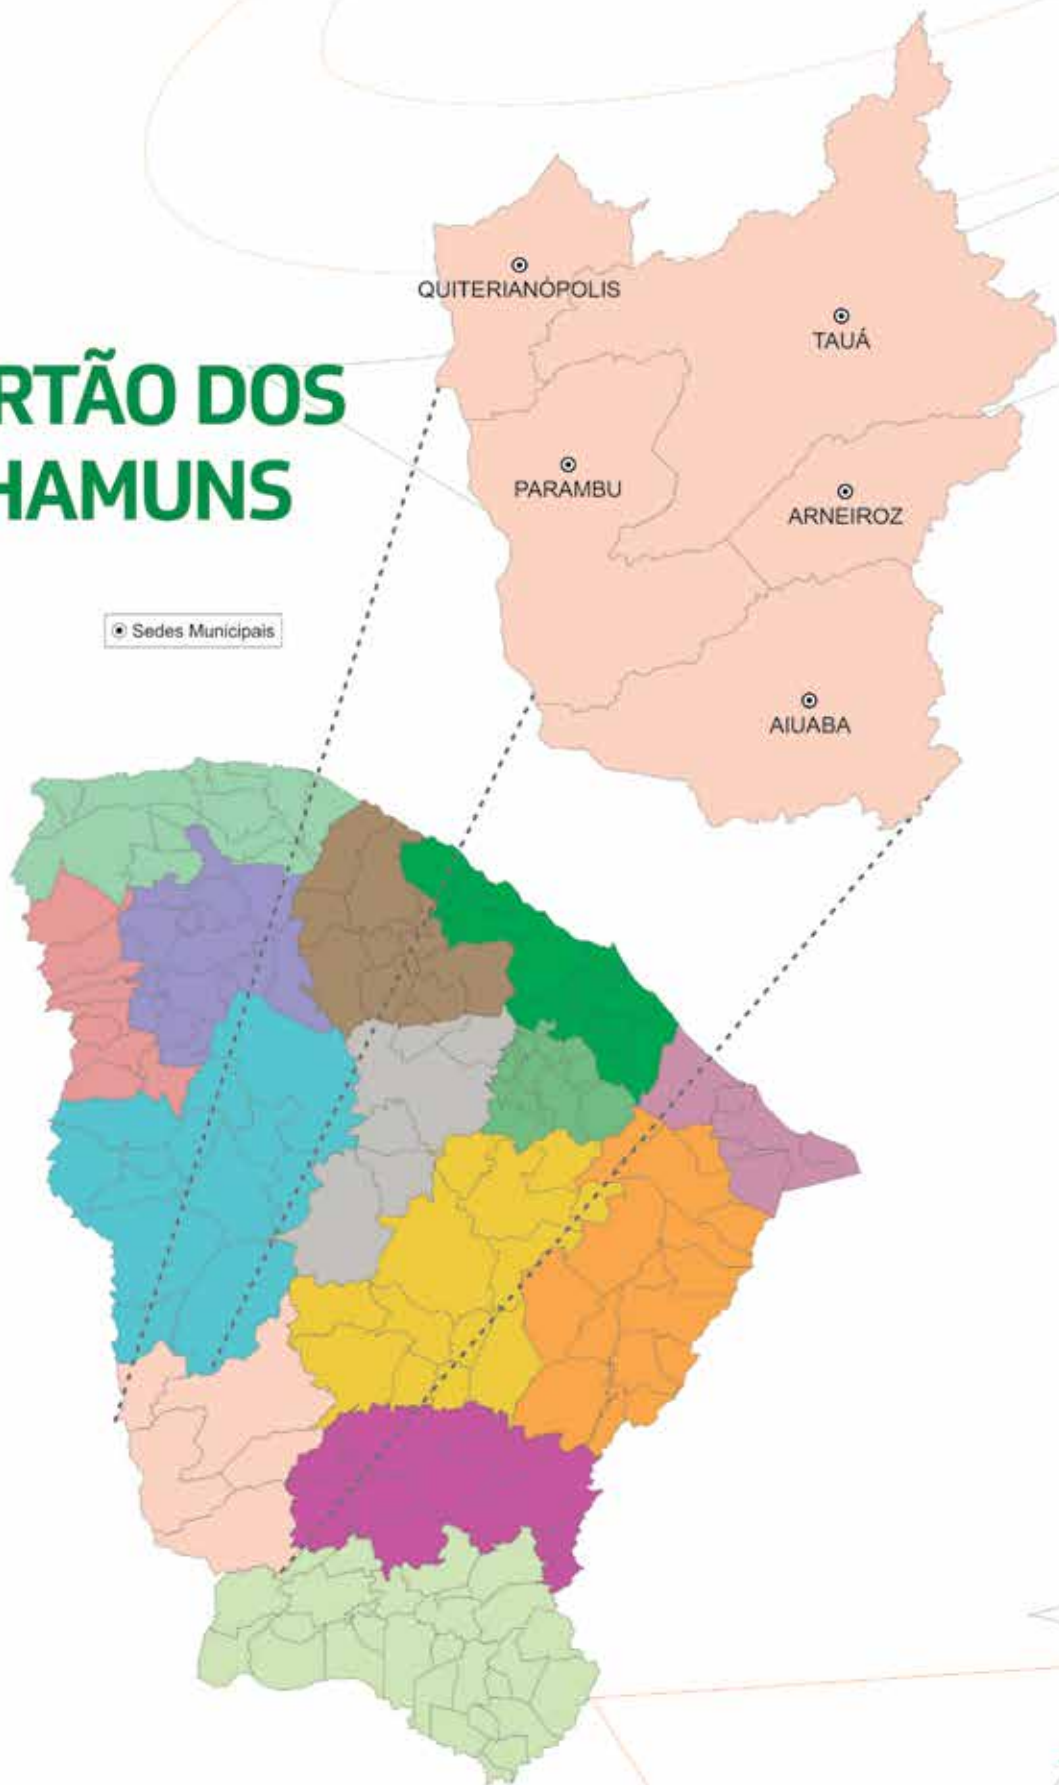 QUITERIANÓPOLIS
TAUÁ
RTÃO DOS
HAMUNS
PARAMBU
ARNEIROZ
Sedes Municipais
AIUABA